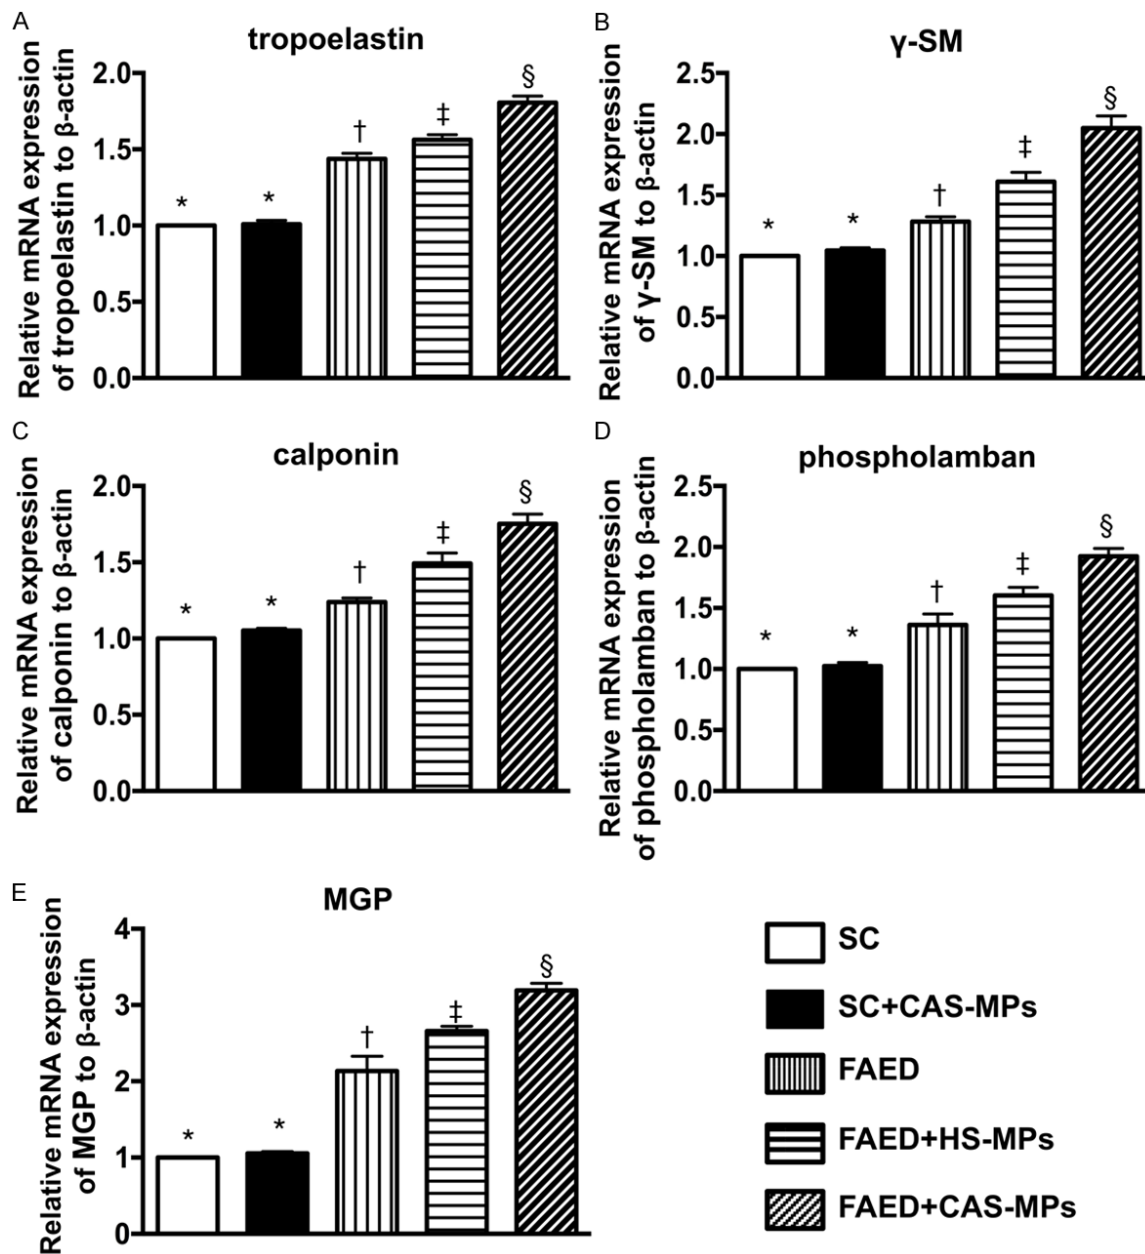 A
tropoelastin
Relative mRNA expression
of tropoelastin to β-actin
2.0
1.5
1.0
0.5
0.0
*
*
†
‡
§
B
γ-SM
Relative mRNA expression
of γ-SM to β-actin
2.5
2.0
1.5
1.0
0.5
0.0
*
*
†
‡
§
C
calponin
Relative mRNA expression
of calponin to β-actin
2.0
1.5
1.0
0.5
0.0
*
*
†
‡
§
D
phospholamban
Relative mRNA expression
of phospholamban to β-actin
2.5
2.0
1.5
1.0
0.5
0.0
*
*
†
‡
§
E
MGP
Relative mRNA expression
of MGP to β-actin
4
3
2
1
0
*
*
†
‡
§
SC
SC+CAS-MPs
FAED
FAED+HS-MPs
FAED+CAS-MPs